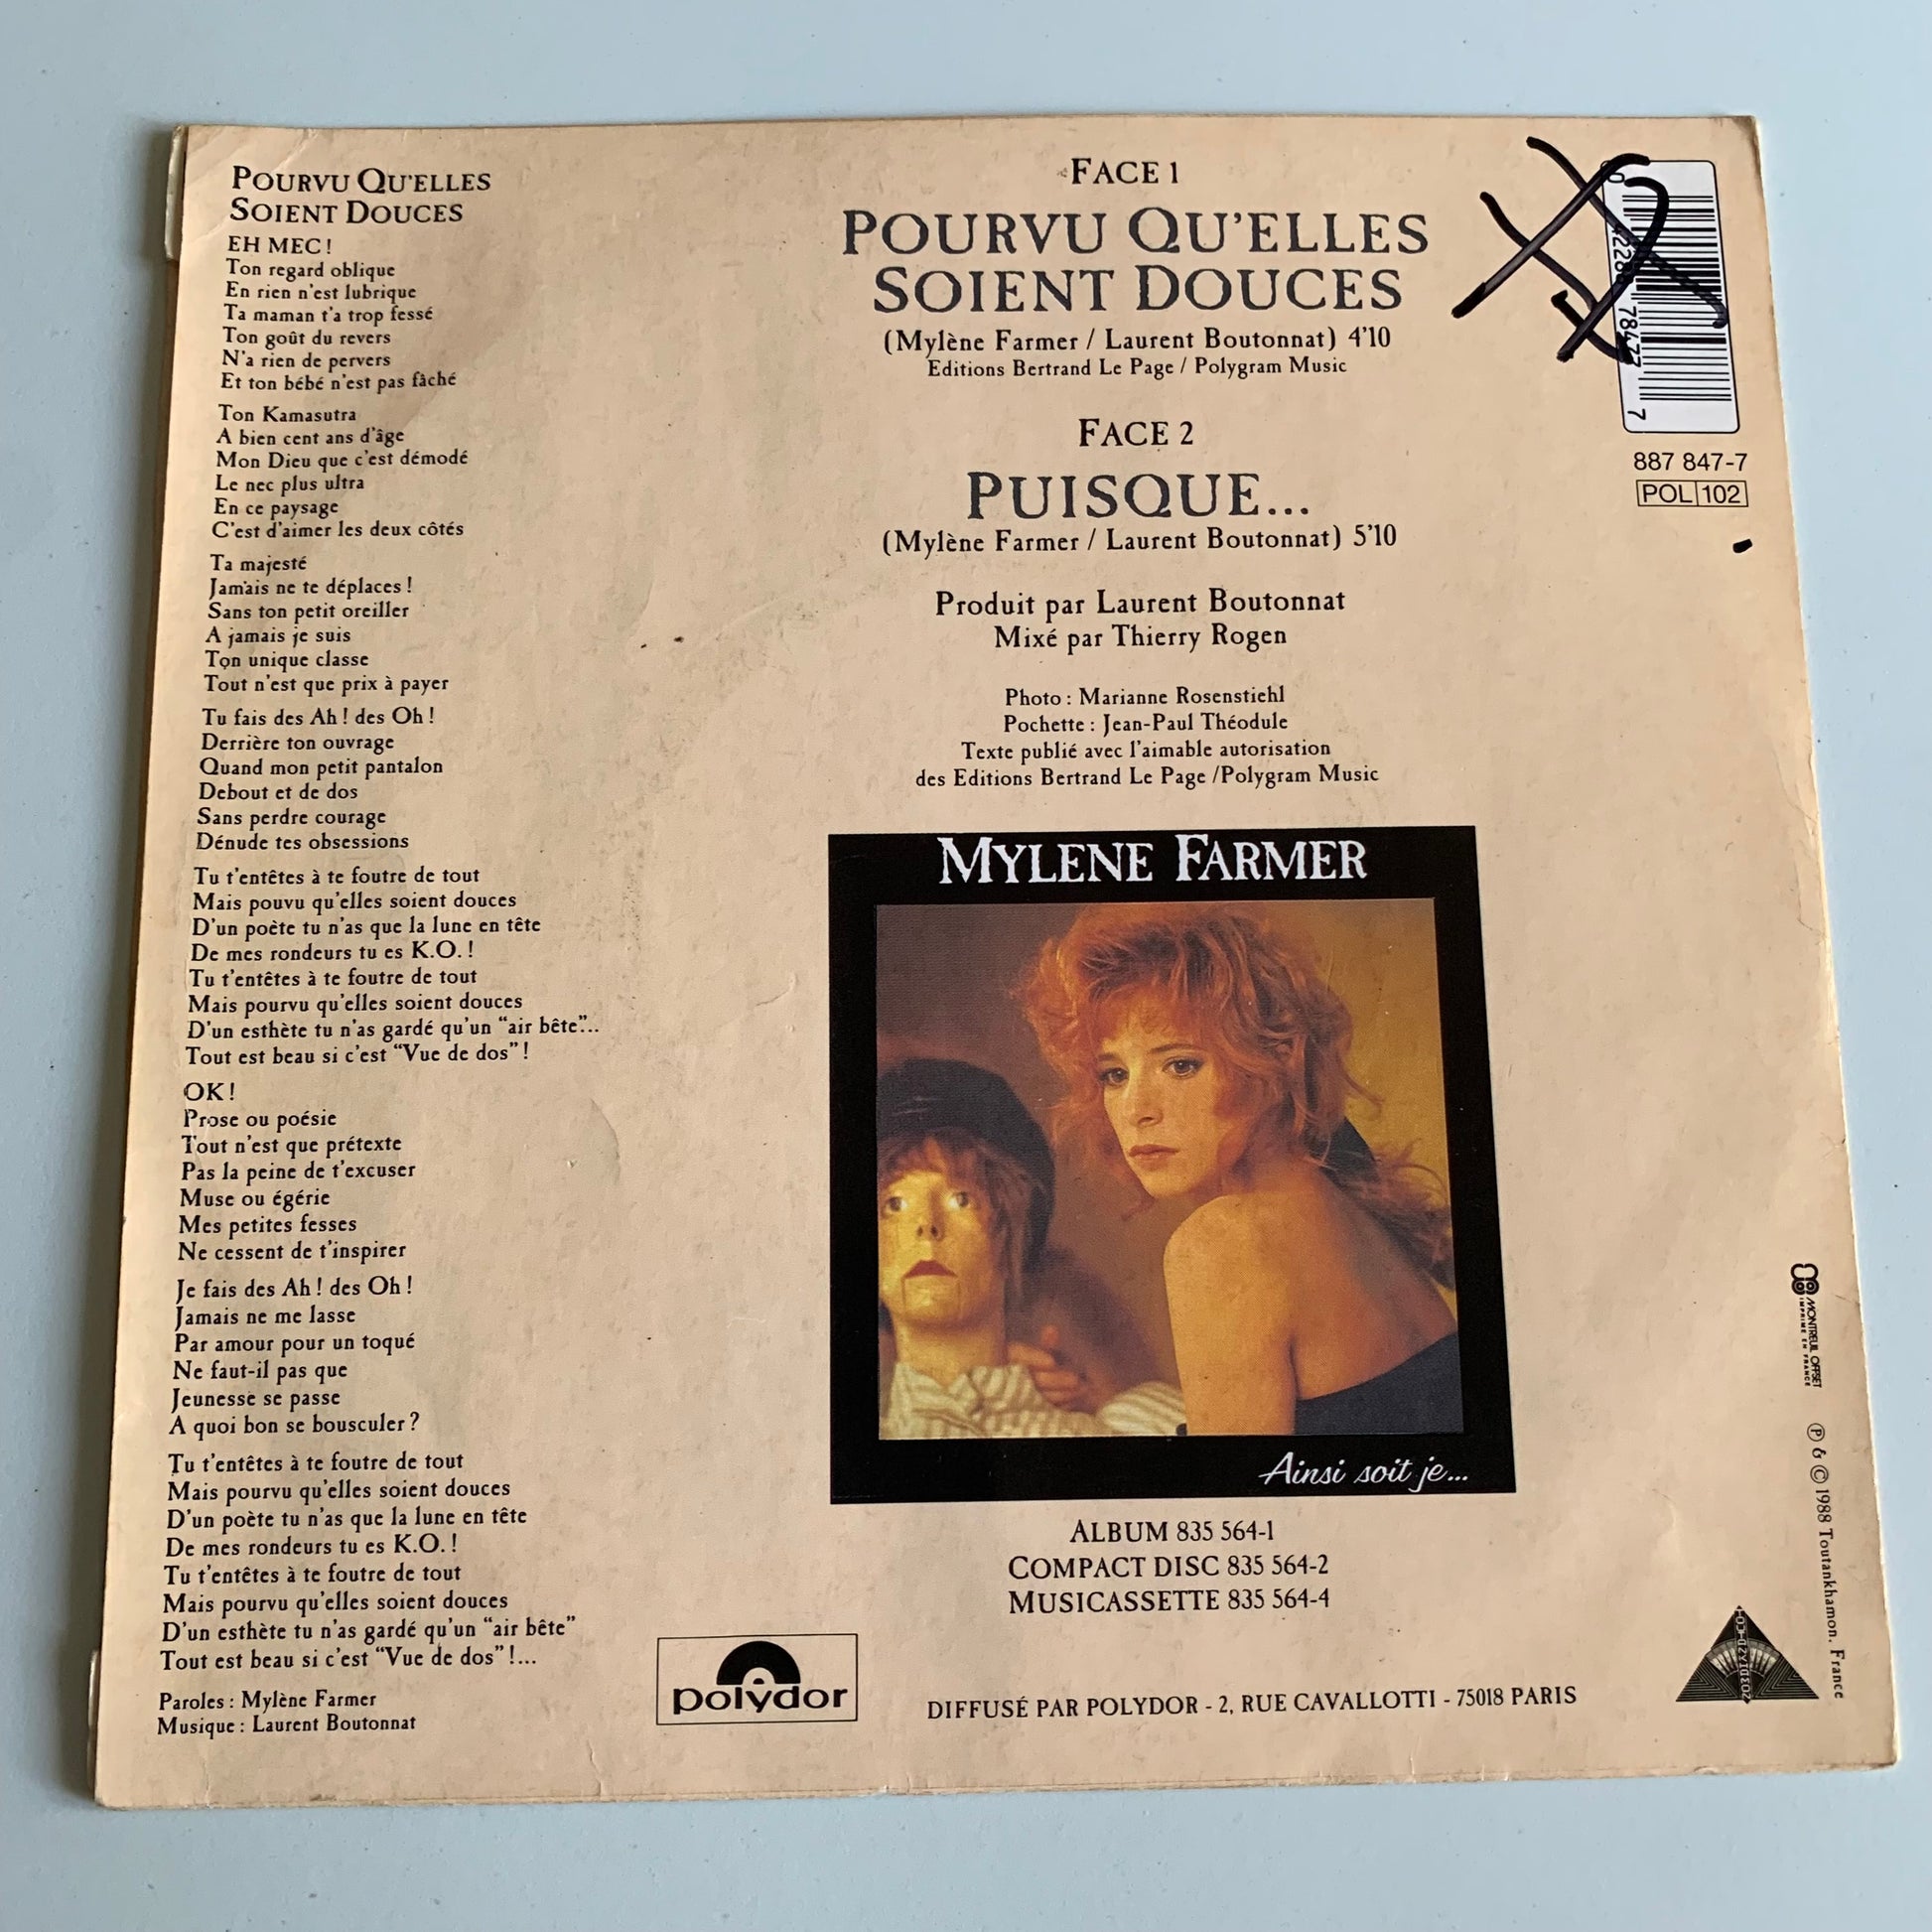 POURVU QU'ELLES
SOIENT DOUCES
EH MEC !
Ton regard oblique
En rien n'est lubrique
Ta maman t'a trop fessé
Ton goût du revers
N'a rien de pervers
Et ton bébé n'est pas fâché
Ton Kamasutra
A bien cent ans d'âge
Mon Dieu que c'est démodé
Le nec plus ultra
En ce paysage
C'est d'aimer les deux côtés
Ta majesté
Jamais ne te déplaces !
Sans ton petit oreiller
A jamais je suis
Ton unique classe
Tout n'est que prix à payer
Tu fais des Ah ! des Oh !
Derrière ton ouvrage
Quand mon petit pantalon
Debout et de dos
Sans perdre courage
Dénude tes obsessions
Tu t'entêtes à te foutre de tout
Mais pouvu qu'elles soient douces
D'un poète tu n'as que la lune en tête
De mes rondeurs tu es K.O. !
Tu t'entêtes à te foutre de tout
Mais pourvu qu'elles soient douces
D'un esthète tu n'as gardé qu'un “air bête”...
Tout est beau si c'est “Vue de dos” !
OK !
Prose ou poésie
Tout n'est que prétexte
Pas la peine de t'excuser
Muse ou égérie
Mes petites fesses
Ne cessent de t'inspirer
Je fais des Ah ! des Oh !
Jamais ne me lasse
Par amour pour un toqué
Ne faut-il pas que
Jeunesse se passe
A quoi bon se bousculer ?
Tu t'entêtes à te foutre de tout
Mais pourvu qu'elles soient douces
D'un poète tu n'as que la lune en tête
De mes rondeurs tu es K.O. !
Tu t'entêtes à te foutre de tout
Mais pourvu qu'elles soient douces
D'un esthète tu n'as gardé qu'un “air bête”
Tout est beau si c'est “Vue de dos” !...
Paroles : Mylène Farmer
Musique : Laurent Boutonnat
polydor
FACE 1
POURVU QU'ELLES
SOIENT DOUCES
(Mylène Farmer / Laurent Boutonnat) 4'10
Editions Bertrand Le Page / Polygram Music
FACE 2
PUISQUE...
(Mylène Farmer / Laurent Boutonnat) 5'10
Produit par Laurent Boutonnat
Mixé par Thierry Rogen
Photo : Marianne Rosenstiehl
Pochette : Jean-Paul Théodule
Texte publié avec l'aimable autorisation
des Editions Bertrand Le Page /Polygram Music
MYLENE FARMER
Ainsi soit je...
ALBUM 835 564-1
COMPACT DISC 835 564-2
MUSICASSETTE 835 564-4
DIFFUSÉ PAR POLYDOR - 2, RUE CAVALLOTTI - 75018 PARIS
7
887 847-7
POL 102
MONTREUIL OFFSET
IMPRIMÉ EN FRANCE
℗ & © 1988 Toutankhamon. France